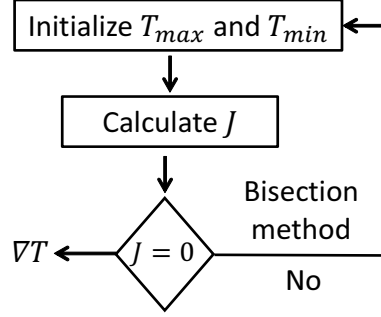 Initialize T_max and T_min
Calculate J
Bisection
method
∇T
J = 0
No